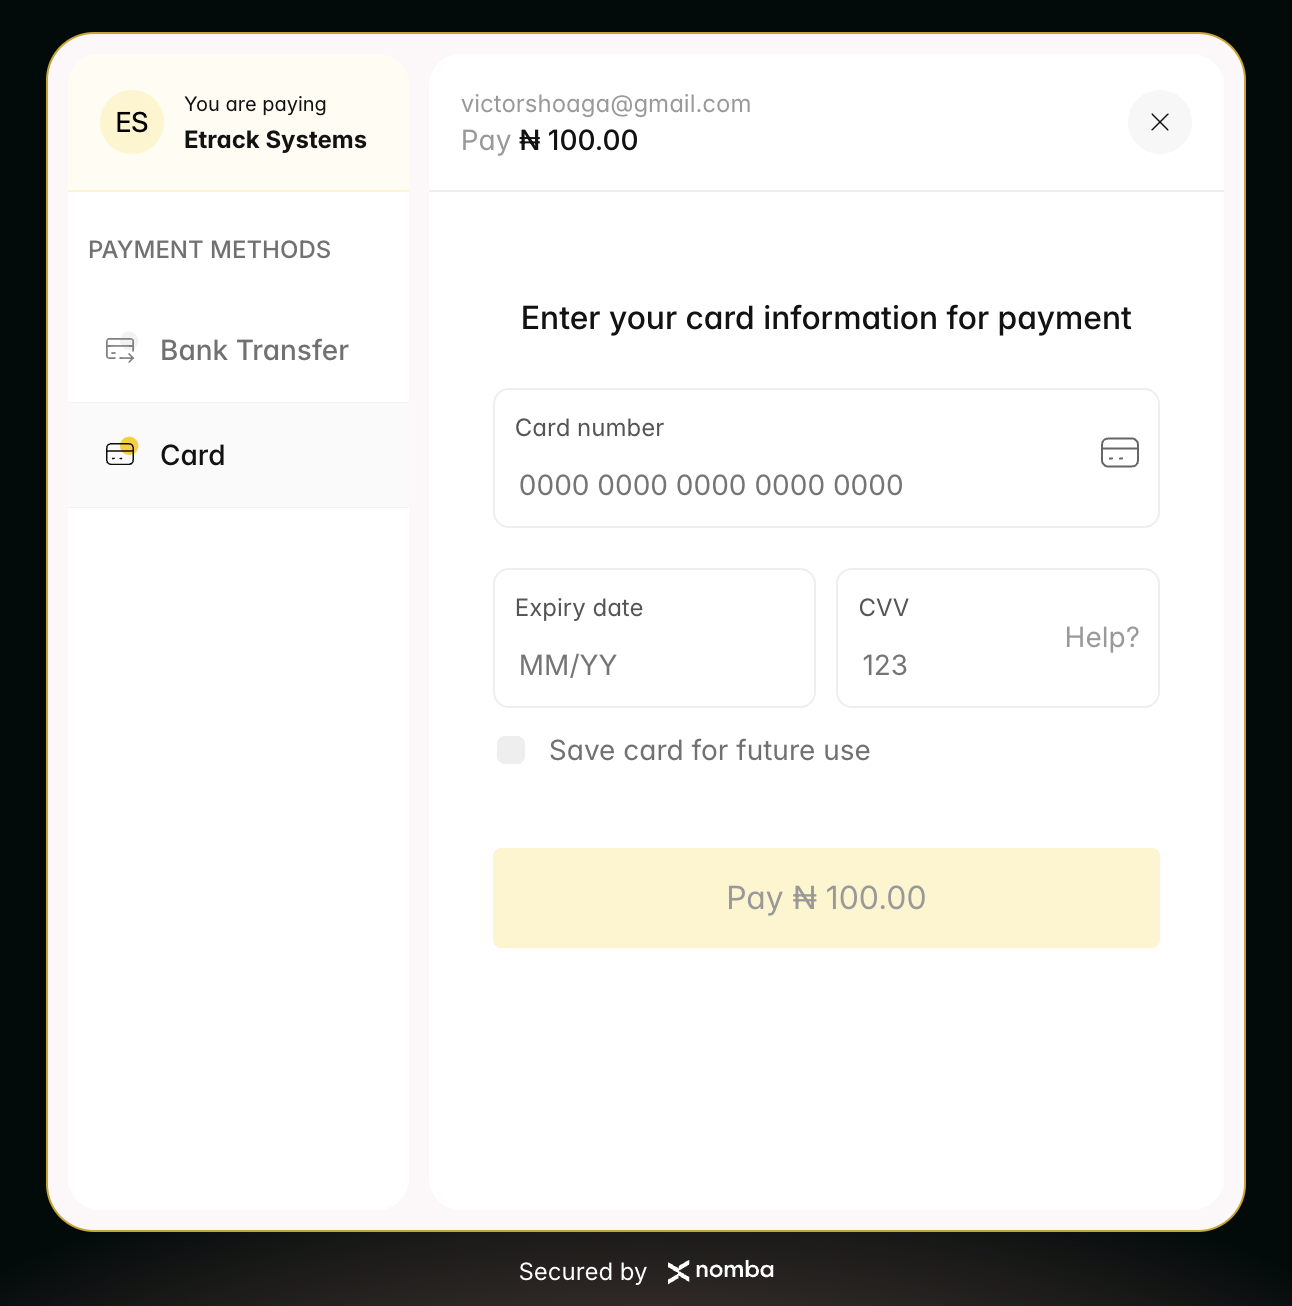 ES
You are paying
Etrack Systems
PAYMENT METHODS
Bank Transfer
Card
victorshoaga@gmail.com
Pay ₦ 100.00
Enter your card information for payment
Card number
0000 0000 0000 0000 0000
Expiry date
MM/YY
CVV
123
Help?
Save card for future use
Pay ₦ 100.00
Secured by nomba